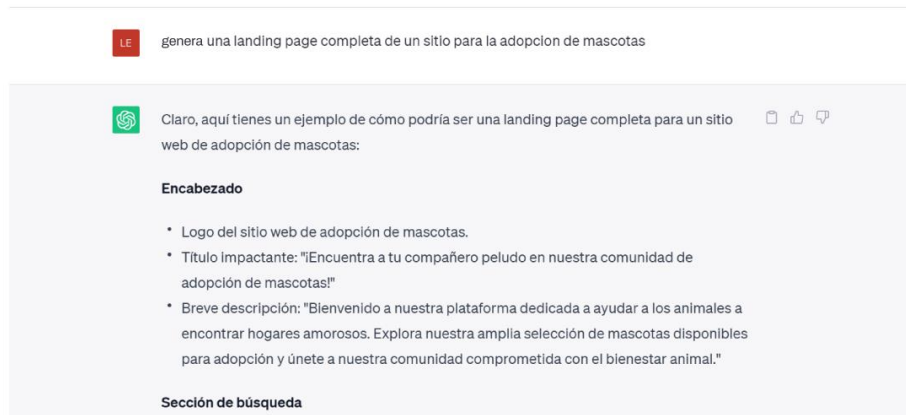 LE
genera una landing page completa de un sitio para la adopcion de mascotas
Claro, aquí tienes un ejemplo de cómo podría ser una landing page completa para un sitio
web de adopción de mascotas:
Encabezado
• Logo del sitio web de adopción de mascotas.
• Título impactante: "¡Encuentra a tu compañero peludo en nuestra comunidad de
adopción de mascotas!"
• Breve descripción: "Bienvenido a nuestra plataforma dedicada a ayudar a los animales a
encontrar hogares amorosos. Explora nuestra amplia selección de mascotas disponibles
para adopción y únete a nuestra comunidad comprometida con el bienestar animal."
Sección de búsqueda